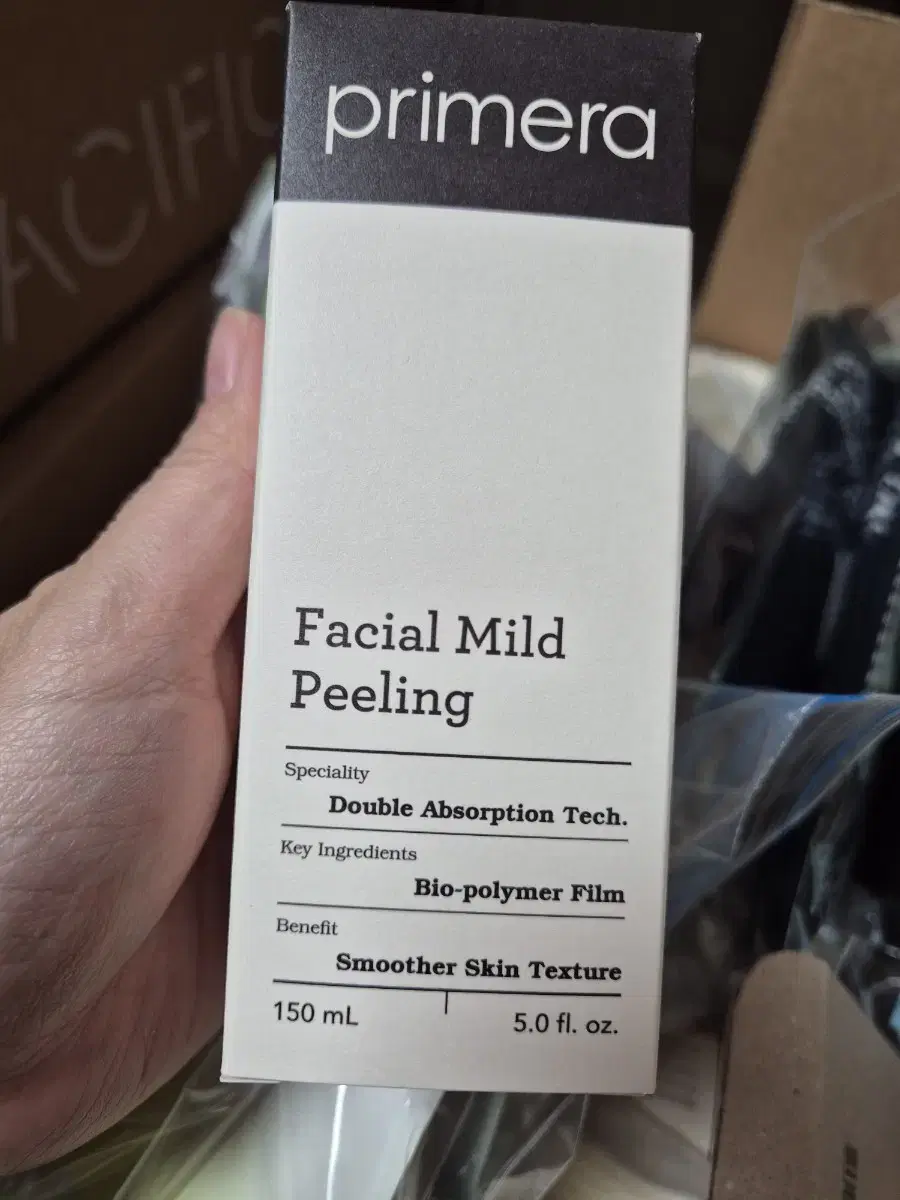 primera
Facial Mild
Peeling
Speciality
Double Absorption Tech.
Key Ingredients
Bio-polymer Film
Benefit
Smoother Skin Texture
150 mL
5.0 fl. oz.
ACIFIC